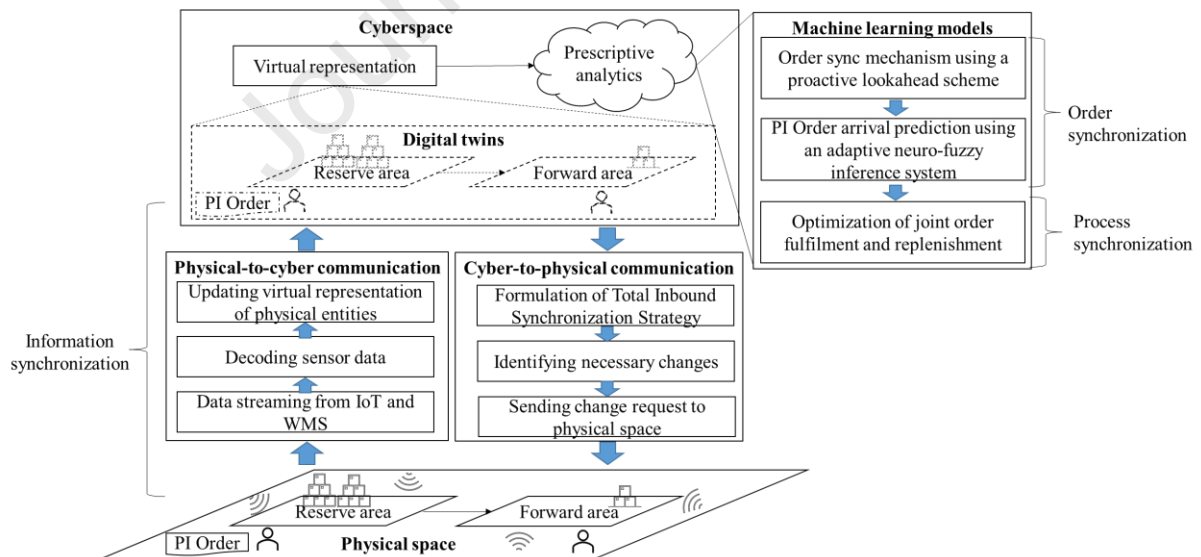 Journ
Cyberspace
Virtual representation
Prescriptive
analytics
Digital twins
Reserve area
Forward area
PI Order
Machine learning models
Order sync mechanism using a
proactive lookahead scheme
PI Order arrival prediction using
an adaptive neuro-fuzzy
inference system
Optimization of joint order
fulfilment and replenishment
Order
synchronization
Process
synchronization
Information
synchronization
Physical-to-cyber communication
Updating virtual representation
of physical entities
Decoding sensor data
Data streaming from IoT and
WMS
Cyber-to-physical communication
Formulation of Total Inbound
Synchronization Strategy
Identifying necessary changes
Sending change request to
physical space
Reserve area
Forward area
PI Order
Physical space